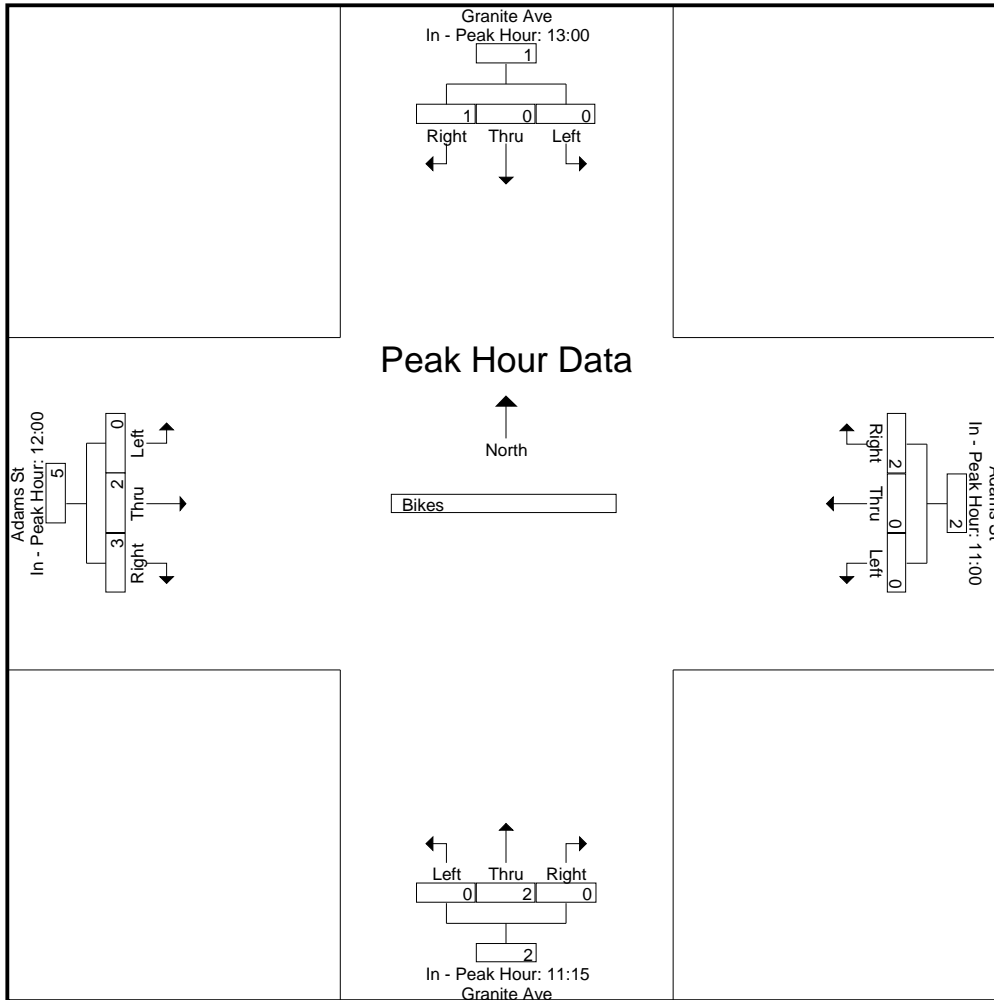 Granite Ave
In - Peak Hour: 13:00
1
1 0 0
Right Thru Left
Peak Hour Data
North
Bikes
Adams St
In - Peak Hour: 12:00
5
0 2 3
Left Thru Right
Adams St
In - Peak Hour: 11:00
2
2 0 0
Right Thru Left
Left Thru Right
0 2 0
2
In - Peak Hour: 11:15
Granite Ave